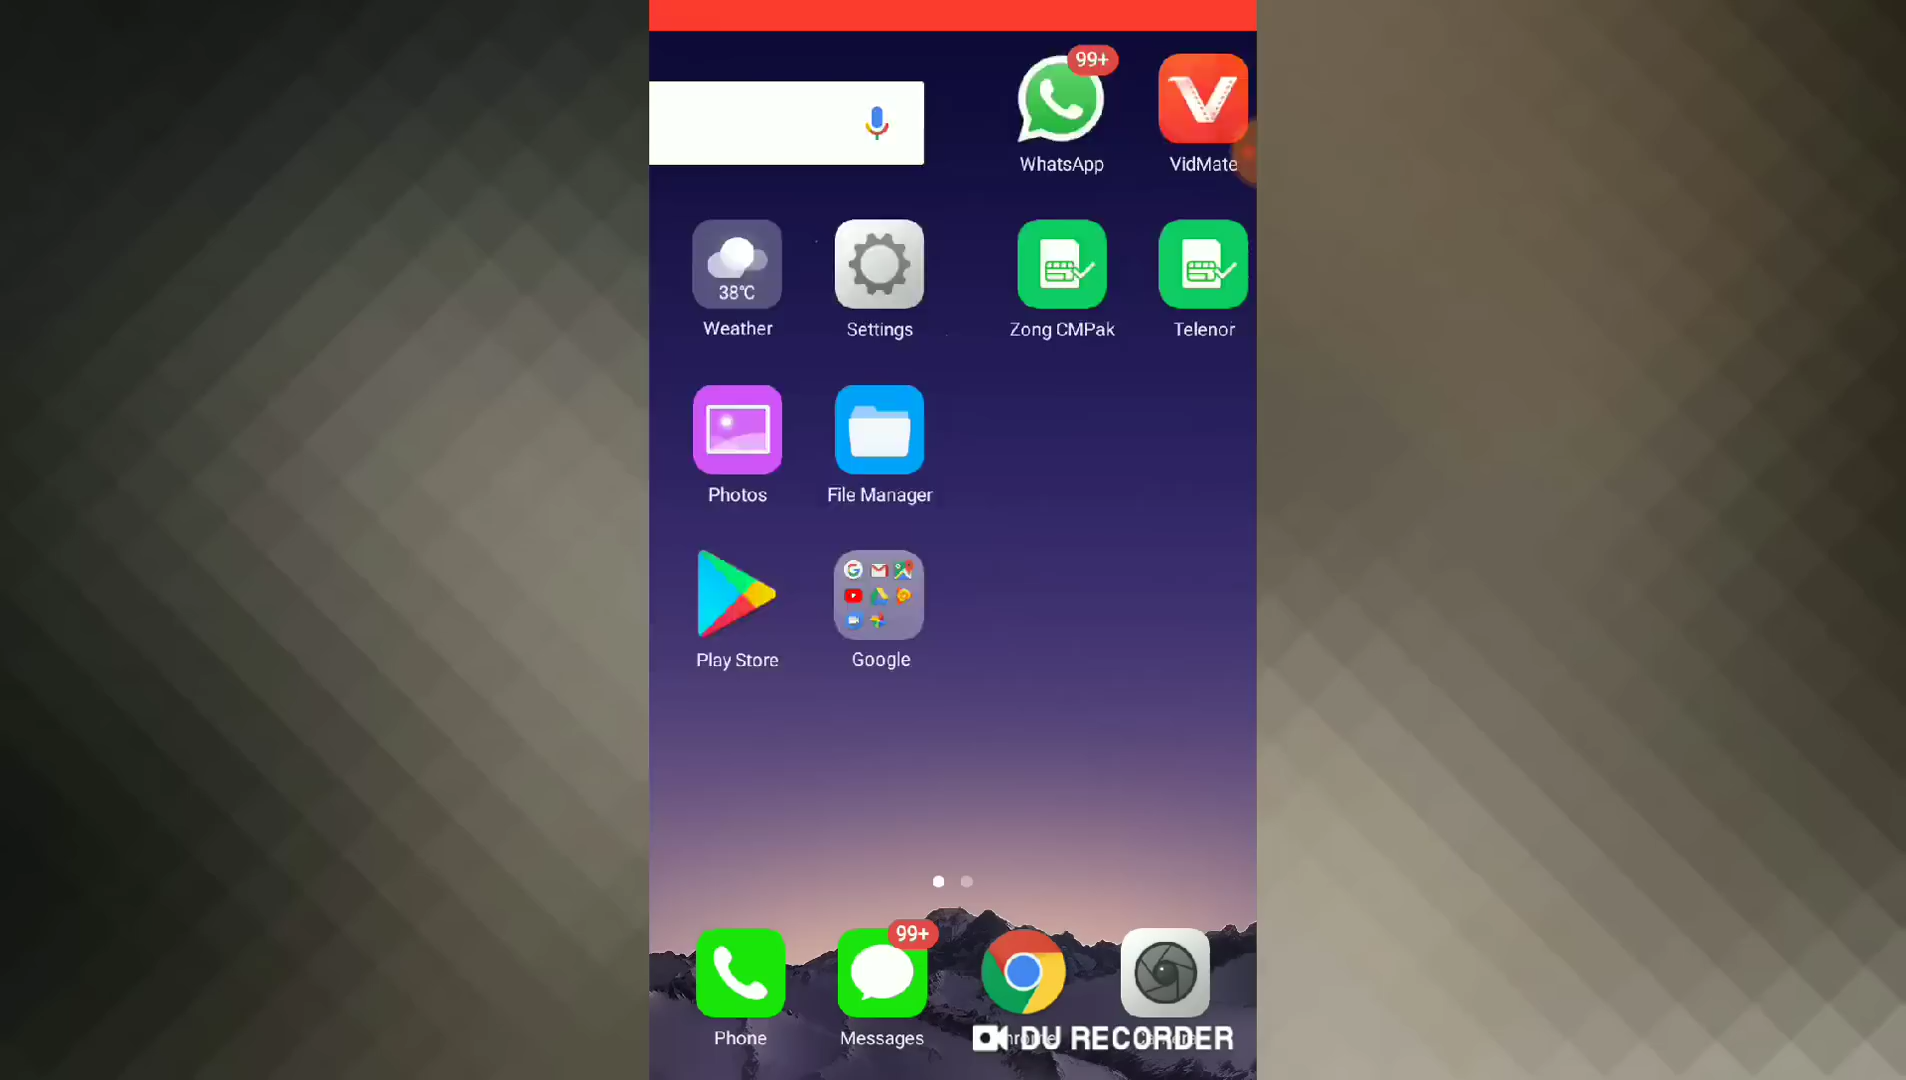 99+
WhatsApp
VidMate
38°C
Weather
Settings
Zong CMPak
Telenor
Photos
File Manager
Play Store
Google
99+
Phone
Messages
DU RECORDER